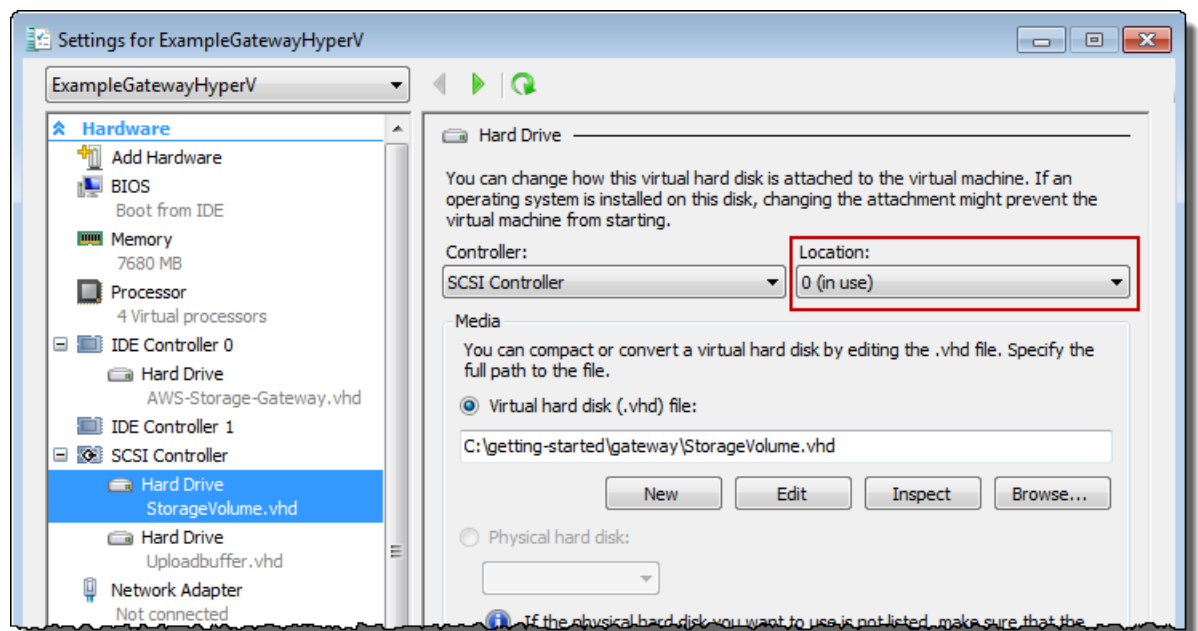 Settings for ExampleGatewayHyperV
ExampleGatewayHyperV
Hardware
Add Hardware
BIOS
Boot from IDE
Memory
7680 MB
Processor
4 Virtual processors
IDE Controller 0
Hard Drive
AWS-Storage-Gateway.vhd
IDE Controller 1
SCSI Controller
Hard Drive
StorageVolume.vhd
Hard Drive
Uploadbuffer.vhd
Network Adapter
Not connected
Hard Drive
You can change how this virtual hard disk is attached to the virtual machine. If an
operating system is installed on this disk, changing the attachment might prevent the
virtual machine from starting.
Controller:
Location:
SCSI Controller
0 (in use)
Media
You can compact or convert a virtual hard disk by editing the .vhd file. Specify the
full path to the file.
Virtual hard disk (.vhd) file:
C:\getting-started\gateway\StorageVolume.vhd
New
Edit
Inspect
Browse...
Physical hard disk:
If the physical hard disk you want to use is not listed, make sure that the